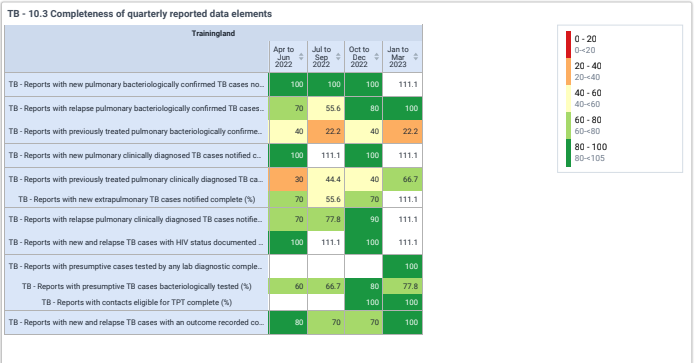 TB - 10.3 Completeness of quarterly reported data elements
Trainingland
Apr to Jun 2022 Jul to Sep 2022 Oct to Dec 2022 Jan to Mar 2023
TB - Reports with new pulmonary bacteriologically confirmed TB cases no... 100 100 100 111.1
TB - Reports with relapse pulmonary bacteriologically confirmed TB cases... 70 55.6 80 100
TB - Reports with previously treated pulmonary bacteriologically confirme... 40 22.2 40 22.2
TB - Reports with new pulmonary clinically diagnosed TB cases notified c... 100 111.1 100 111.1
TB - Reports with previously treated pulmonary clinically diagnosed TB ca... 30 44.4 40 66.7
TB - Reports with new extrapulmonary TB cases notified complete (%) 70 55.6 70 111.1
TB - Reports with relapse pulmonary clinically diagnosed TB cases notifie... 70 77.8 90 111.1
TB - Reports with new and relapse TB cases with HIV status documented ... 100 111.1 100 111.1
TB - Reports with presumptive cases tested by any lab diagnostic comple... 100
TB - Reports with presumptive TB cases bacteriologically tested (%) 60 66.7 80 77.8
TB - Reports with contacts eligible for TPT complete (%) 100 100
TB - Reports with new and relapse TB cases with an outcome recorded co... 80 70 70 100
0 - 20
0-<20
20 - 40
20-<40
40 - 60
40-<60
60 - 80
60-<80
80 - 100
80-<105